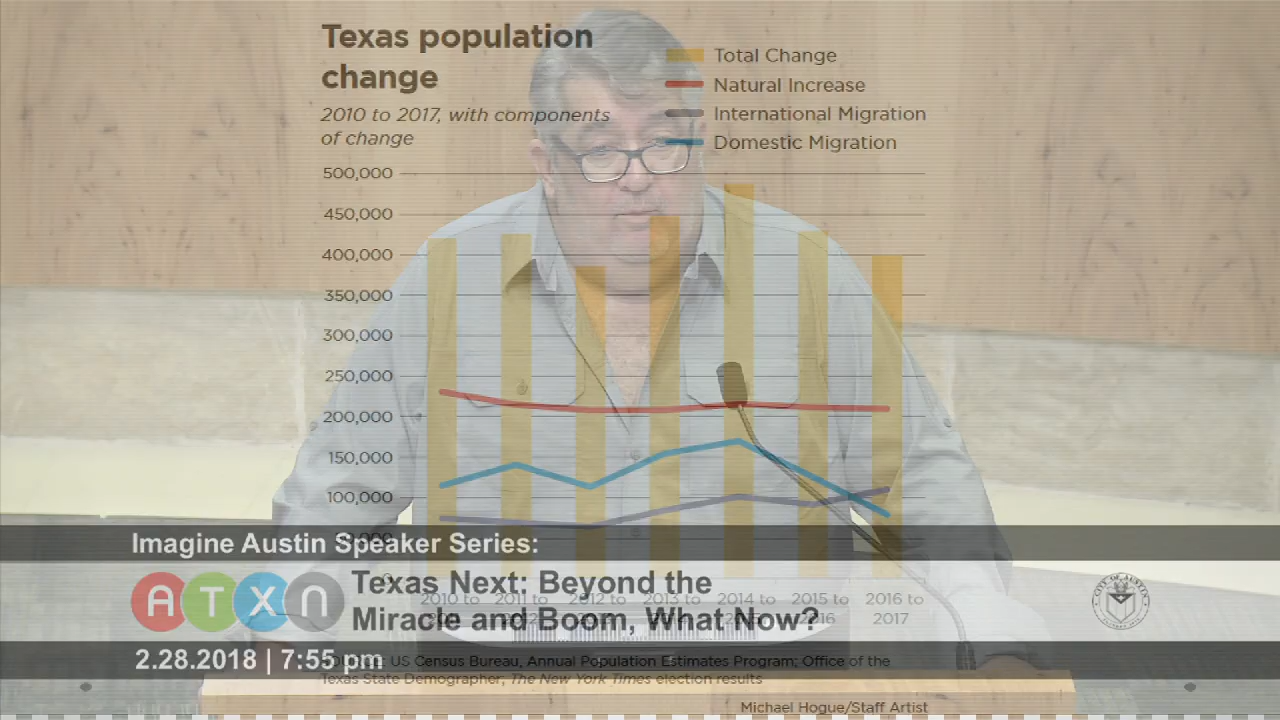 Texas population
change
2010 to 2017, with components
of change
Total Change
Natural Increase
International Migration
Domestic Migration
500,000
450,000
400,000
350,000
300,000
250,000
200,000
150,000
100,000
Imagine Austin Speaker Series:
ATXN
Texas Next: Beyond the
Miracle and Boom, What Now?
2010 to 2011 to 2012 to 2013 to 2014 to 2015 to 2016 to
2017
2.28.2018 | 7:55 pm
US Census Bureau, Annual Population Estimates Program; Office of the
Texas State Demographer; The New York Times election results
Michael Hogue/Staff Artist